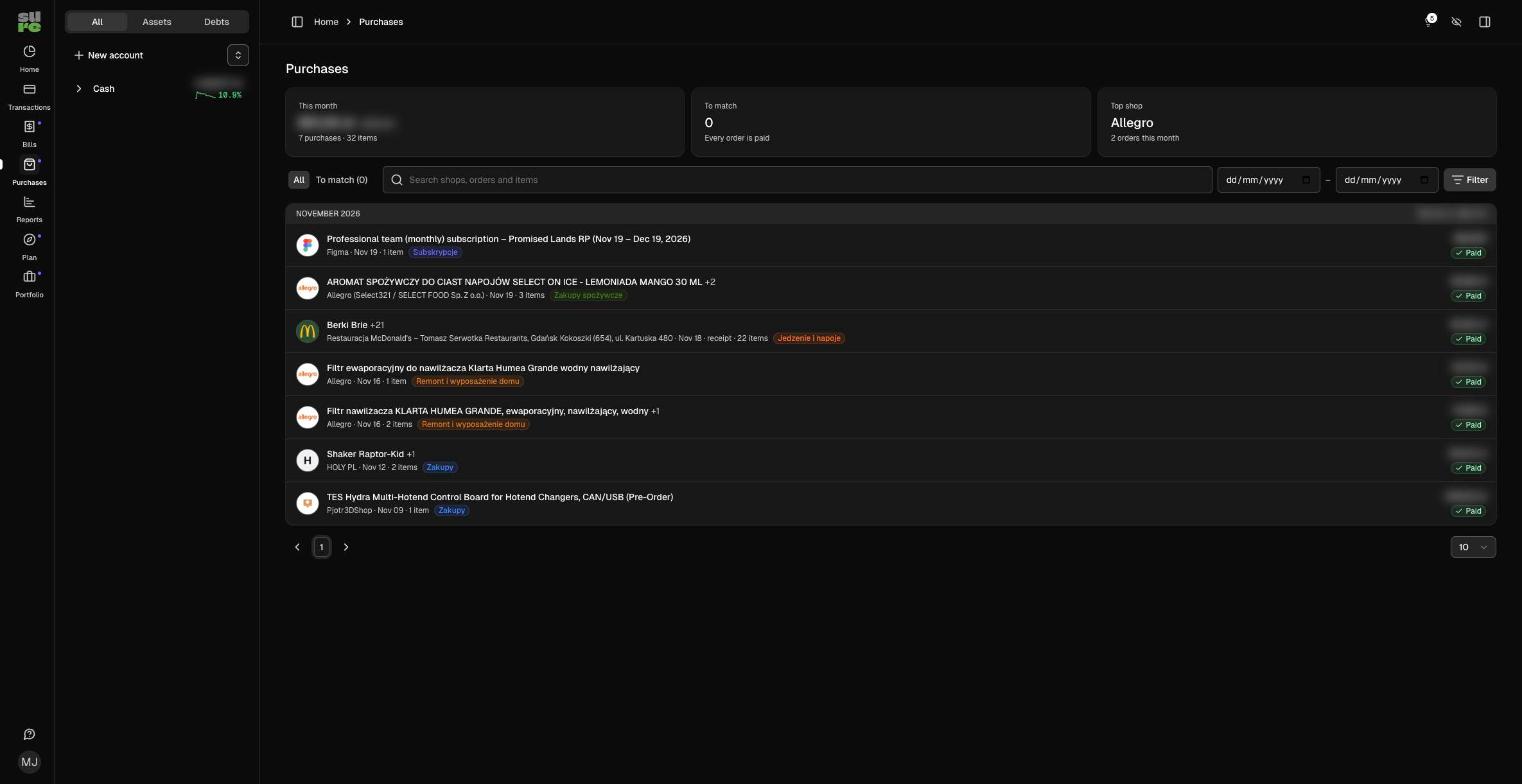 sure
All
Assets
Debts
Home
Purchases
5
New account
Cash
10.9%
Home
Transactions
Bills
Purchases
Reports
Plan
Portfolio
MJ
Purchases
This month
7 purchases · 32 items
To match
0
Every order is paid
Top shop
Allegro
2 orders this month
All
To match (0)
Search shops, orders and items
dd/mm/yyyy
–
dd/mm/yyyy
Filter
NOVEMBER 2026
Professional team (monthly) subscription – Promised Lands RP (Nov 19 – Dec 19, 2026)
Figma · Nov 19 · 1 item Subskrypcje
Paid
allegro
AROMAT SPOŻYWCZY DO CIAST NAPOJÓW SELECT ON ICE - LEMONIADA MANGO 30 ML +2
Allegro (Select321 / SELECT FOOD Sp. Z o.o.) · Nov 19 · 3 items Zakupy spożywcze
Paid
Berki Brie +21
Restauracja McDonald's – Tomasz Serwotka Restaurants, Gdańsk Kokoszki (654), ul. Kartuska 480 · Nov 18 · receipt · 22 items Jedzenie i napoje
Paid
allegro
Filtr ewaporacyjny do nawilżacza Klarta Humea Grande wodny nawilżający
Allegro · Nov 16 · 1 item Remont i wyposażenie domu
Paid
allegro
Filtr nawilżacza KLARTA HUMEA GRANDE, ewaporacyjny, nawilżający, wodny +1
Allegro · Nov 16 · 2 items Remont i wyposażenie domu
Paid
H
Shaker Raptor-Kid +1
HOLY PL · Nov 12 · 2 items Zakupy
Paid
TES Hydra Multi-Hotend Control Board for Hotend Changers, CAN/USB (Pre-Order)
Pjotr3DShop · Nov 09 · 1 item Zakupy
Paid
1
10